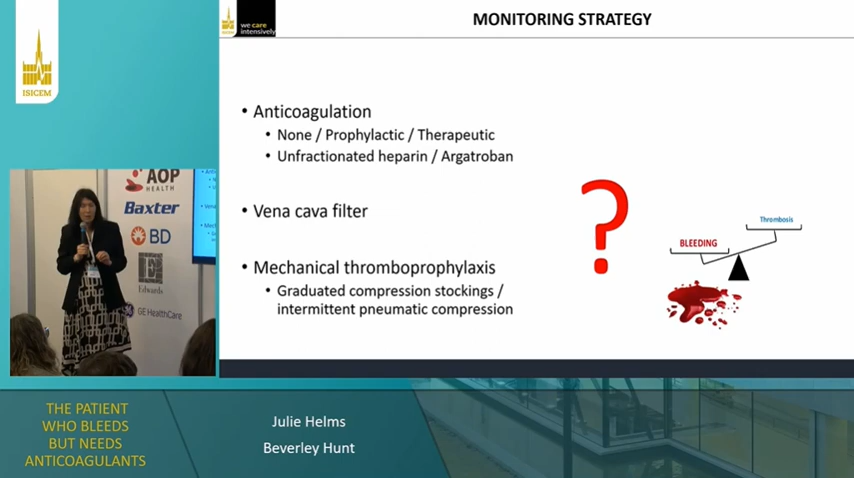 ISICEM
we care
intensively
MONITORING STRATEGY
• Anticoagulation
• None / Prophylactic / Therapeutic
• Unfractionated heparin / Argatroban
• Vena cava filter
• Mechanical thromboprophylaxis
• Graduated compression stockings /
intermittent pneumatic compression
?
Thrombosis
BLEEDING
AOP
HEALTH
Baxter
BD
Edwards
GE HealthCare
THE PATIENT
WHO BLEEDS
BUT NEEDS
ANTICOAGULANTS
Julie Helms
Beverley Hunt